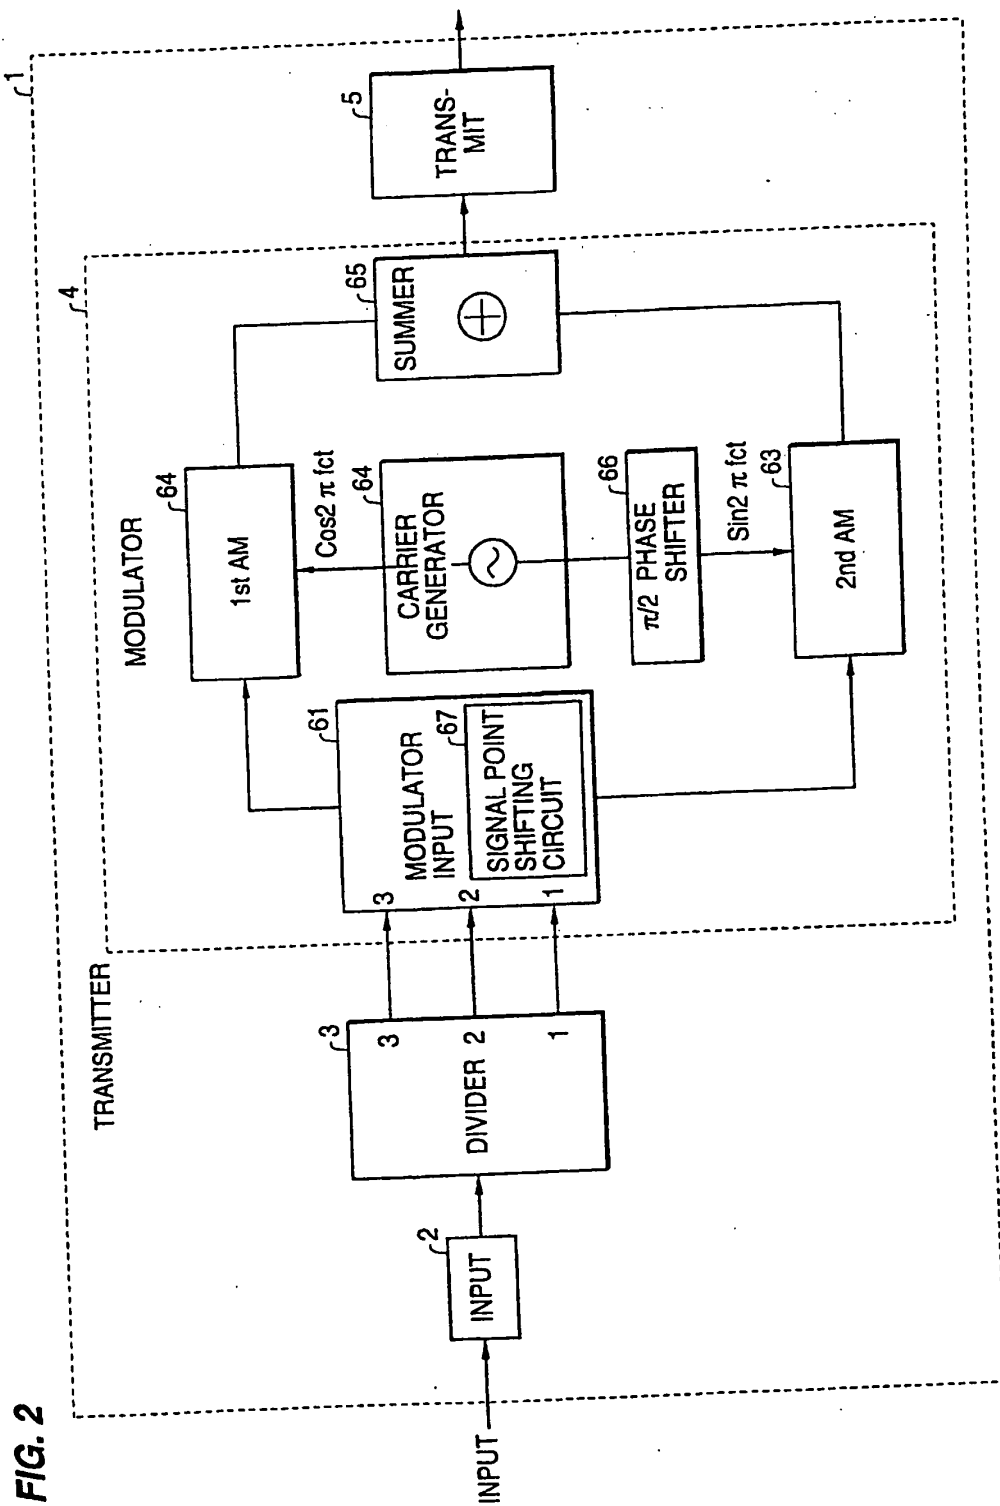 FIG. 2
TRANSMITTER
1
MODULATOR
4
INPUT
INPUT
2
DIVIDER
3
3
2
1
MODULATOR
INPUT
61
3
2
1
SIGNAL POINT
SHIFTING
CIRCUIT
67
1st AM
64
Cos2 π fct
CARRIER
GENERATOR
64
~
π/2 PHASE
SHIFTER
66
Sin2 π fct
2nd AM
63
SUMMER
65
+
TRANS-
MIT
5